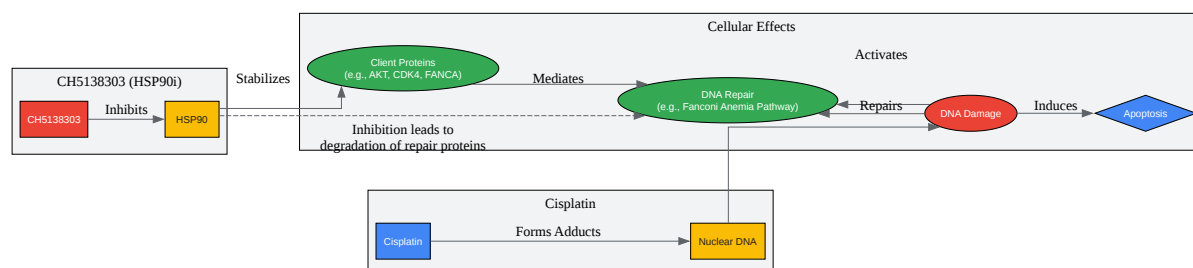 Cellular Effects
CH5138303 (HSP90i)
Stabilizes
Client Proteins
(e.g., AKT, CDK4, FANCA)
Mediates
Activates
CH5138303
Inhibits
HSP90
DNA Repair
(e.g., Fanconi Anemia Pathway)
Repairs
DNA Damage
Induces
Apoptosis
Inhibition leads to
degradation of repair proteins
Cisplatin
Cisplatin
Forms Adducts
Nuclear DNA